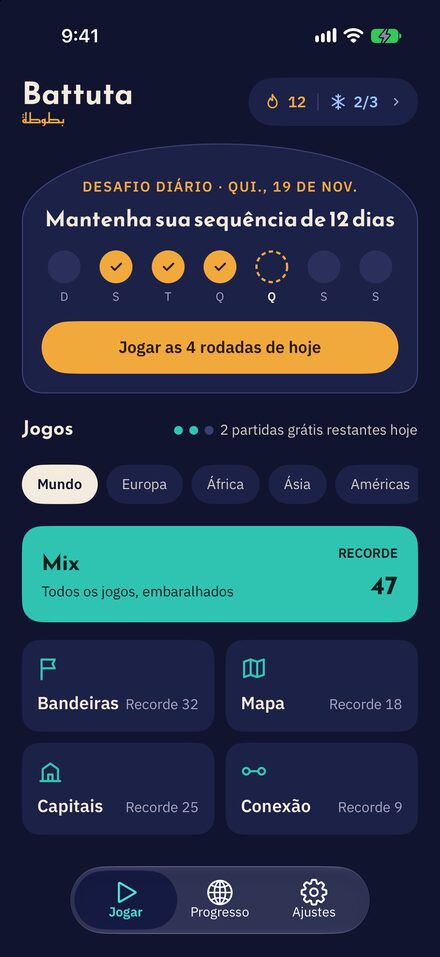 9:41
Battuta
بطوطة
12
2/3
DESAFIO DIÁRIO · QUI., 19 DE NOV.
Mantenha sua sequência de 12 dias
D S T Q Q S S
Jogar as 4 rodadas de hoje
Jogos
2 partidas grátis restantes hoje
Mundo Europa África Ásia Américas
Mix
RECORDE
Todos os jogos, embaralhados
47
Bandeiras Recorde 32
Mapa Recorde 18
Capitais Recorde 25
Conexão Recorde 9
Jogar Progresso Ajustes